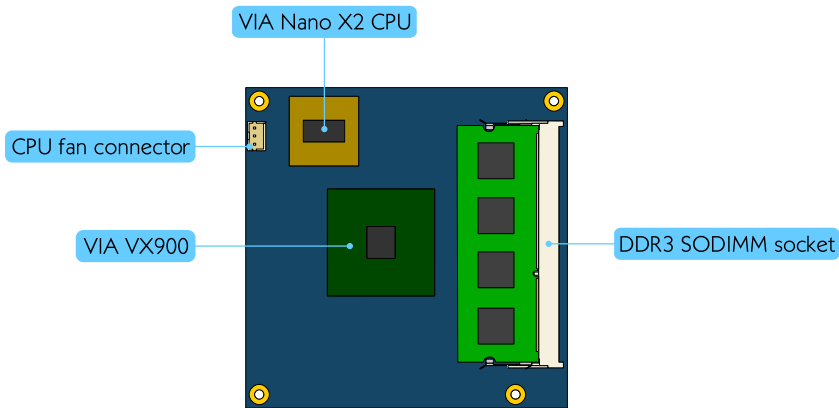 VIA Nano X2 CPU
CPU fan connector
VIA VX900
DDR3 SODIMM socket